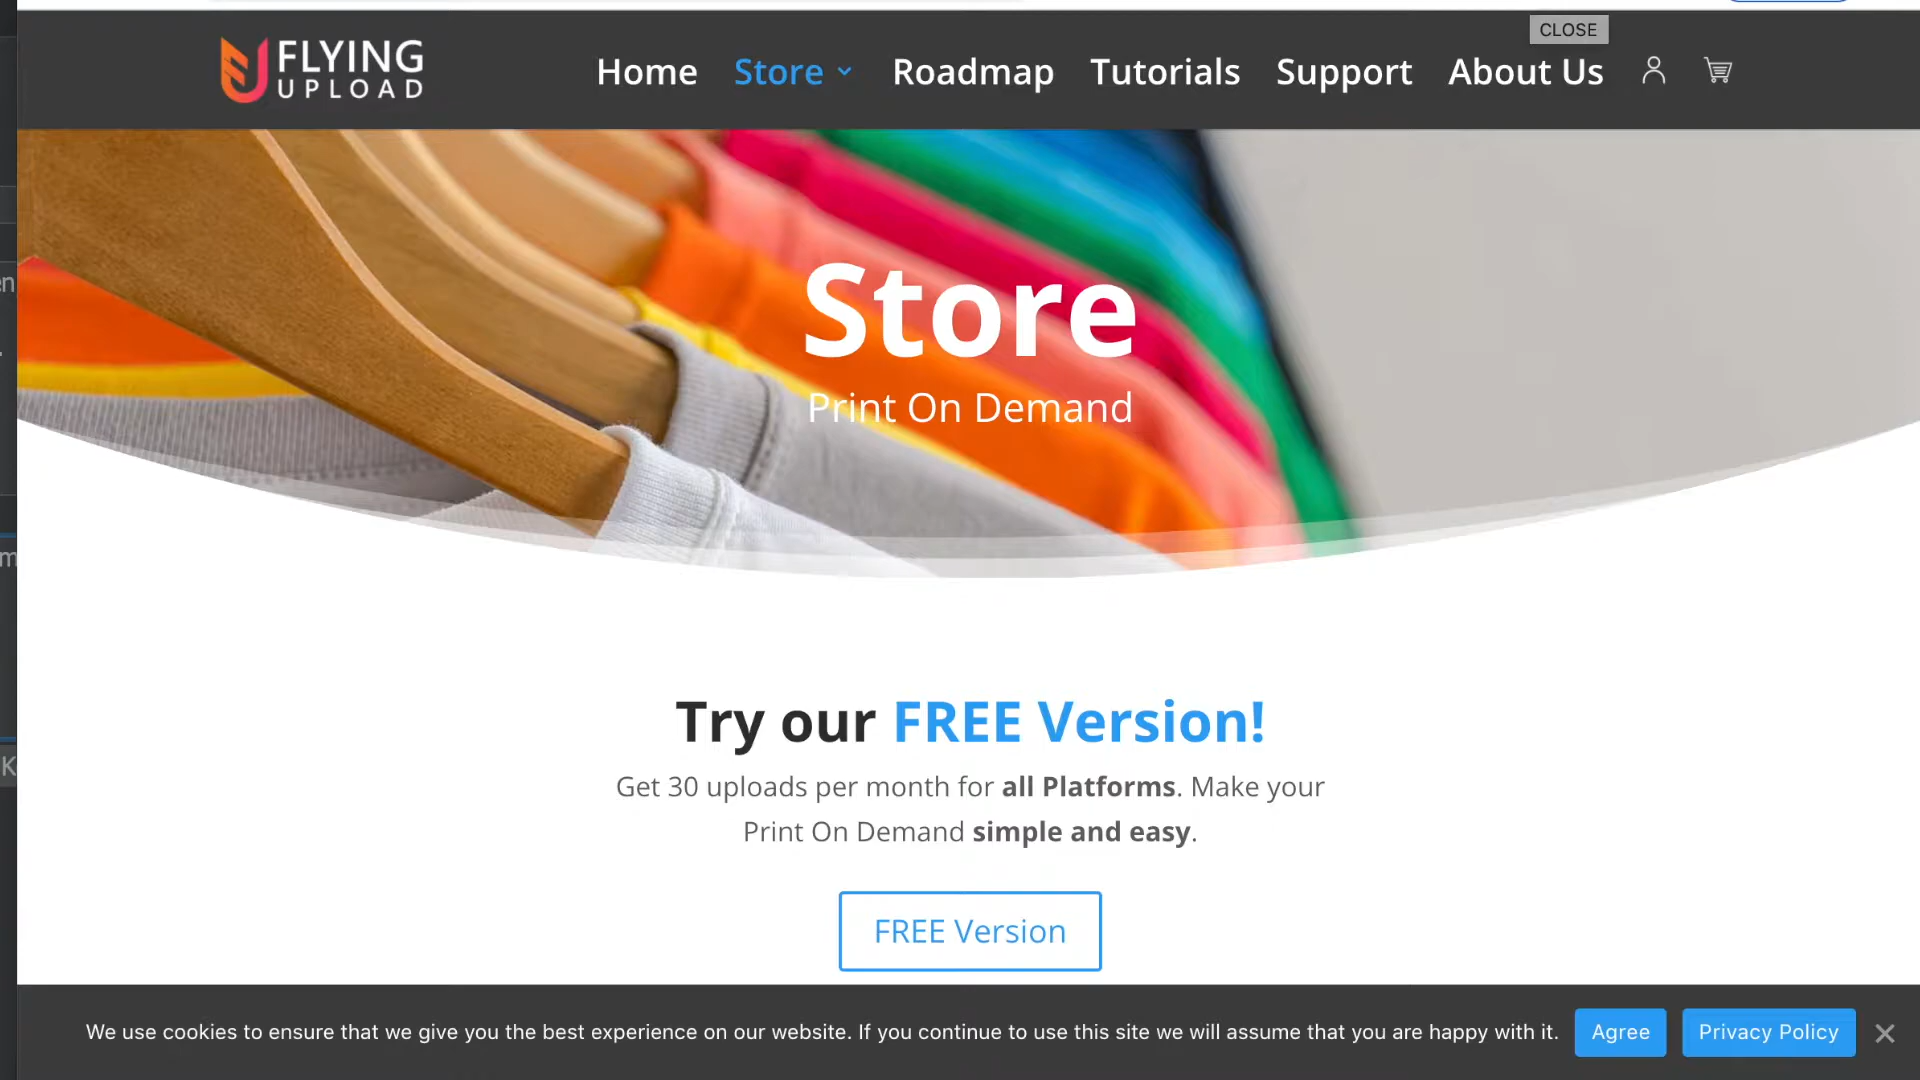 CLOSE
FLYING
UPLOAD
Home Store Roadmap Tutorials Support About Us
Store
Print On Demand
Try our FREE Version!
Get 30 uploads per month for all Platforms. Make your
Print On Demand simple and easy.
FREE Version
We use cookies to ensure that we give you the best experience on our website. If you continue to use this site we will assume that you are happy with it. Agree Privacy Policy